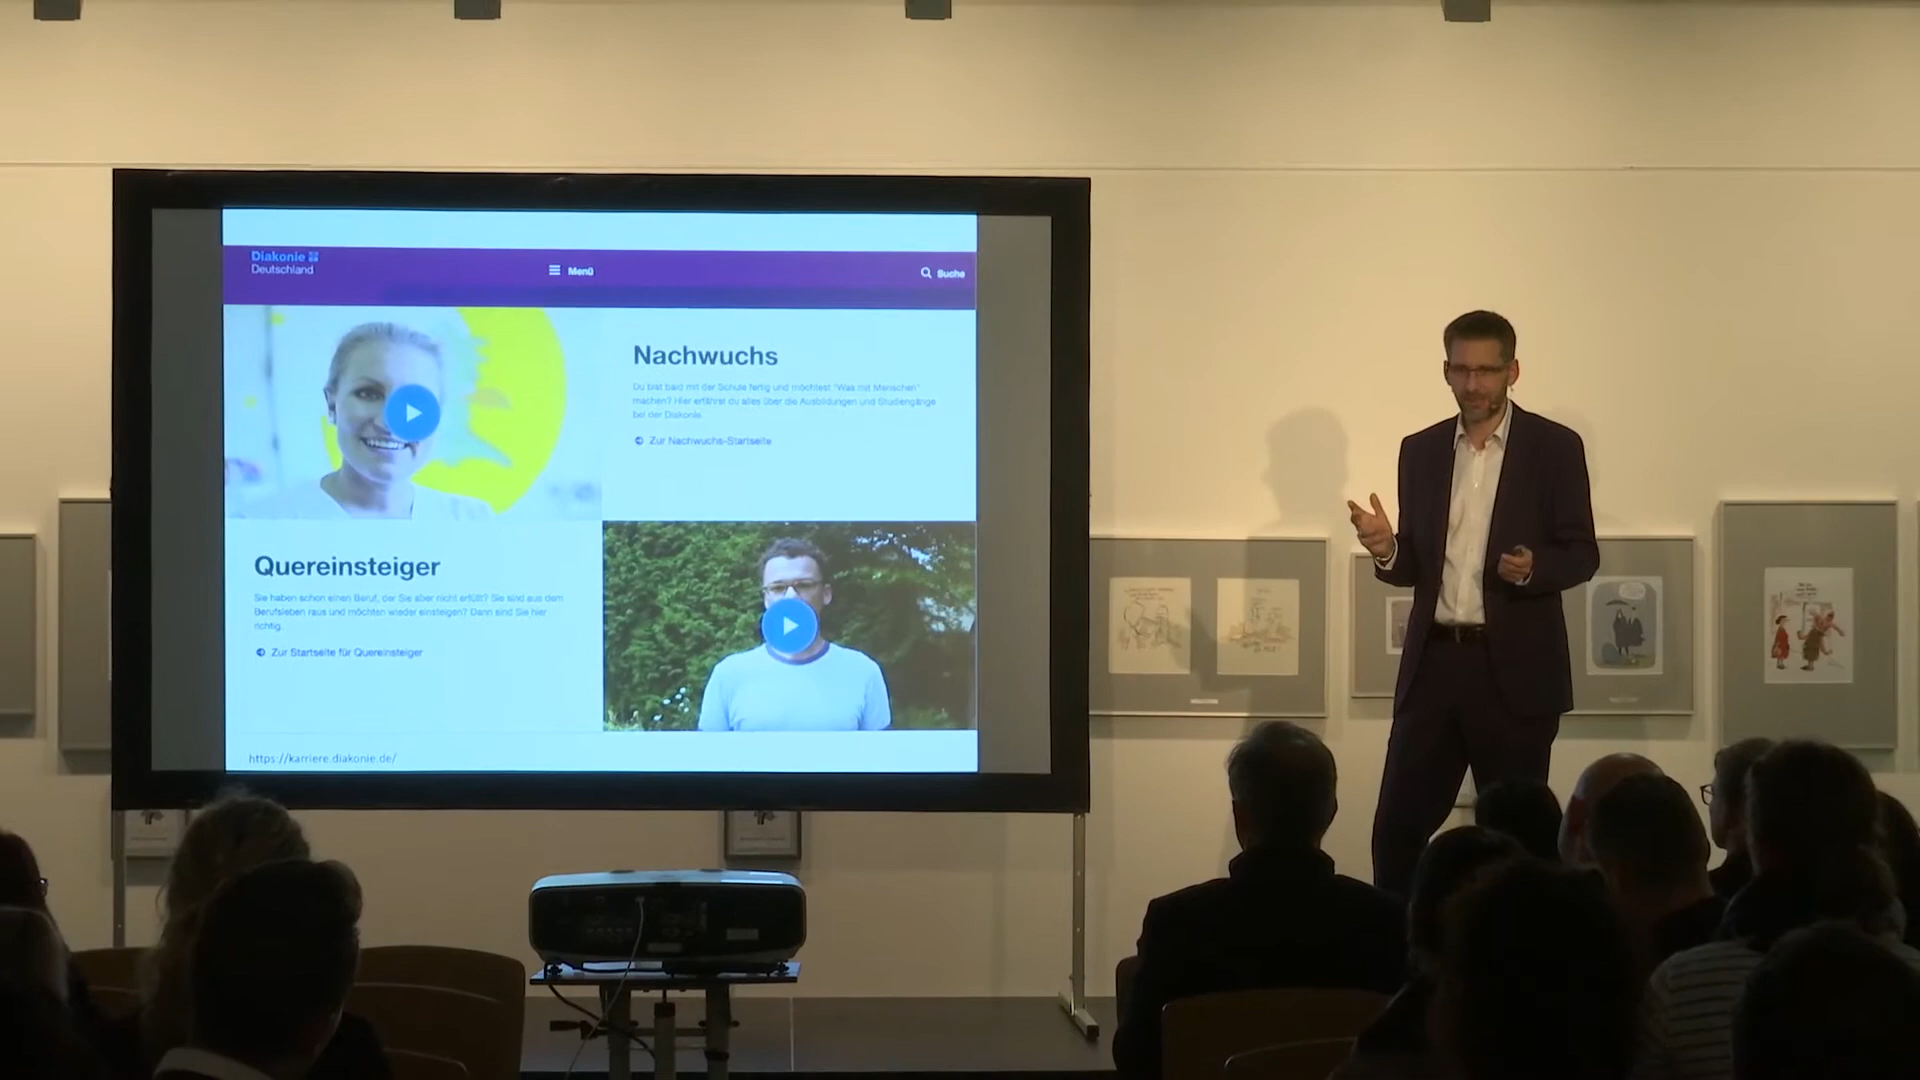 Diakonie
Deutschland
Menü
Suche
Nachwuchs
Du bist bald mit der Schule fertig und möchtest "Was mit Menschen"
machen? Hier erfährst du alles über die Ausbildungen und Studiengänge
bei der Diakonie.
Zur Nachwuchs-Startseite
Quereinsteiger
Sie haben schon einen Beruf, der Sie aber nicht erfüllt? Sie sind aus dem
Berufsleben raus und möchten wieder einsteigen? Dann sind Sie hier
richtig.
Zur Startseite für Quereinsteiger
https://karriere.diakonie.de/